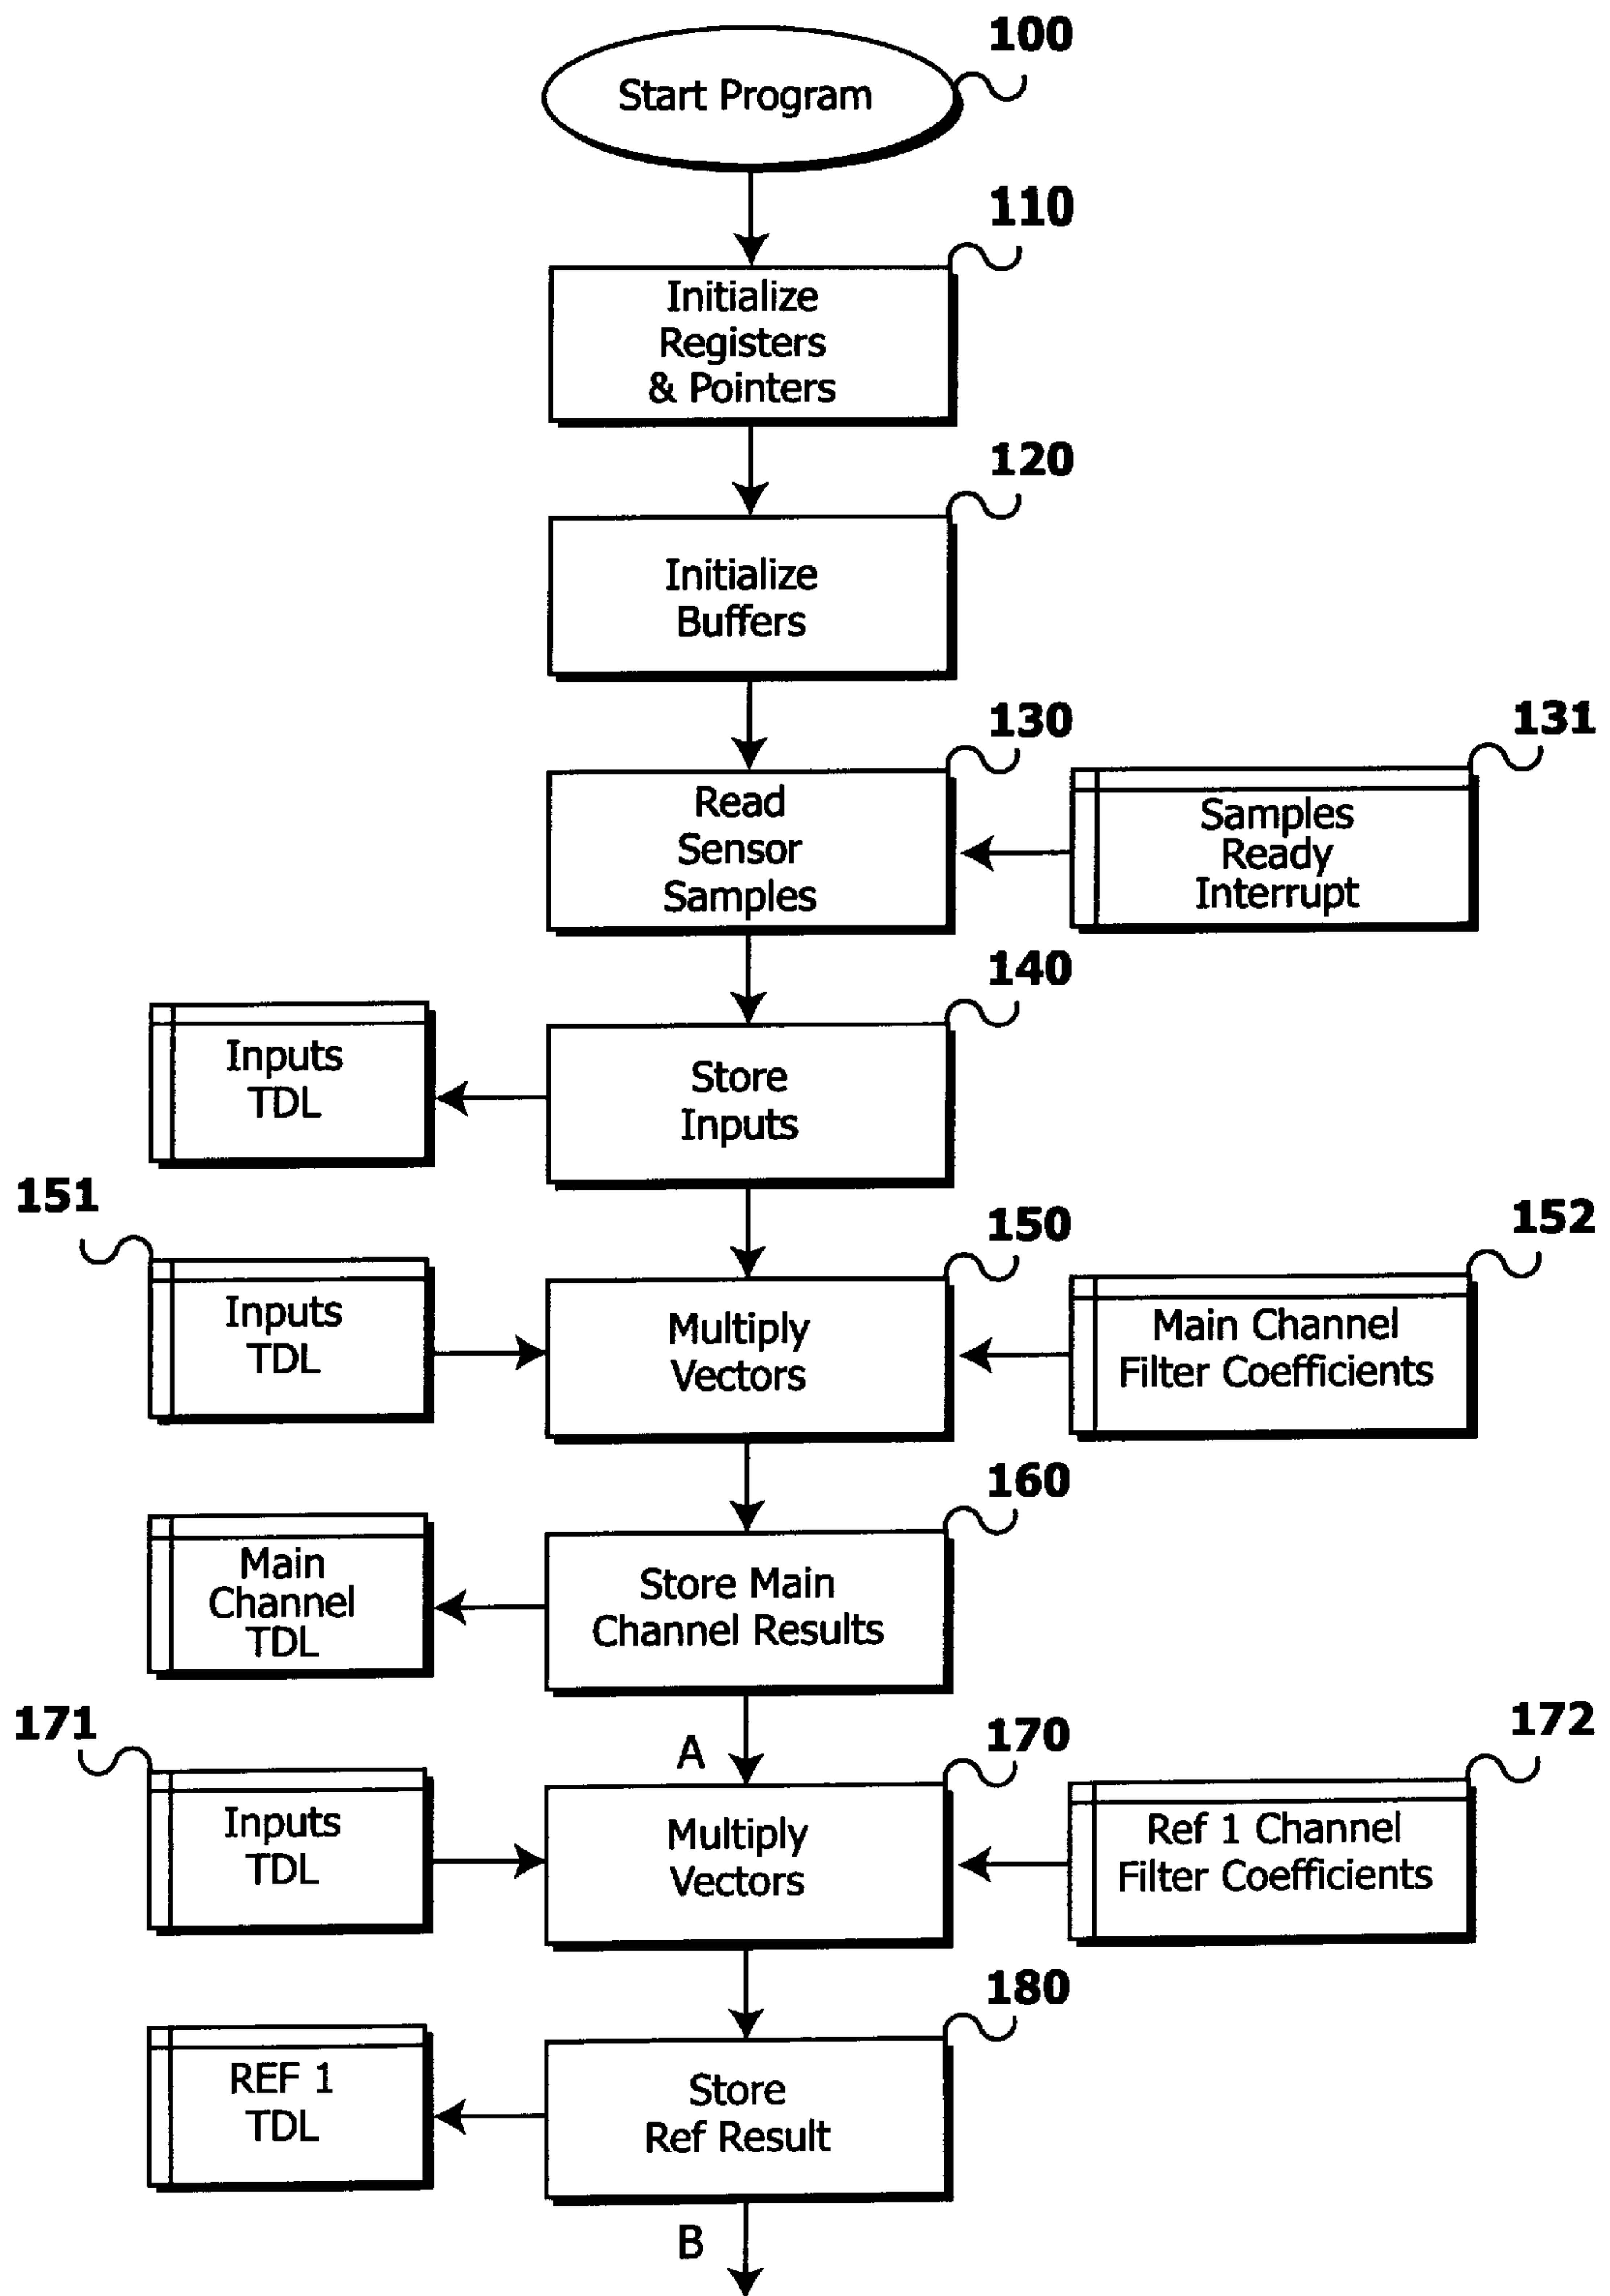 100
Start Program
110
Initialize
Registers
& Pointers
120
Initialize
Buffers
130
131
Read
Sensor
Samples
Samples
Ready
Interrupt
140
Inputs
TDL
Store
Inputs
151
150
152
Inputs
TDL
Multiply
Vectors
Main Channel
Filter Coefficients
160
Main
Channel
TDL
Store Main
Channel Results
171
A
170
172
Inputs
TDL
Multiply
Vectors
Ref 1 Channel
Filter Coefficients
180
REF 1
TDL
Store
Ref Result
B